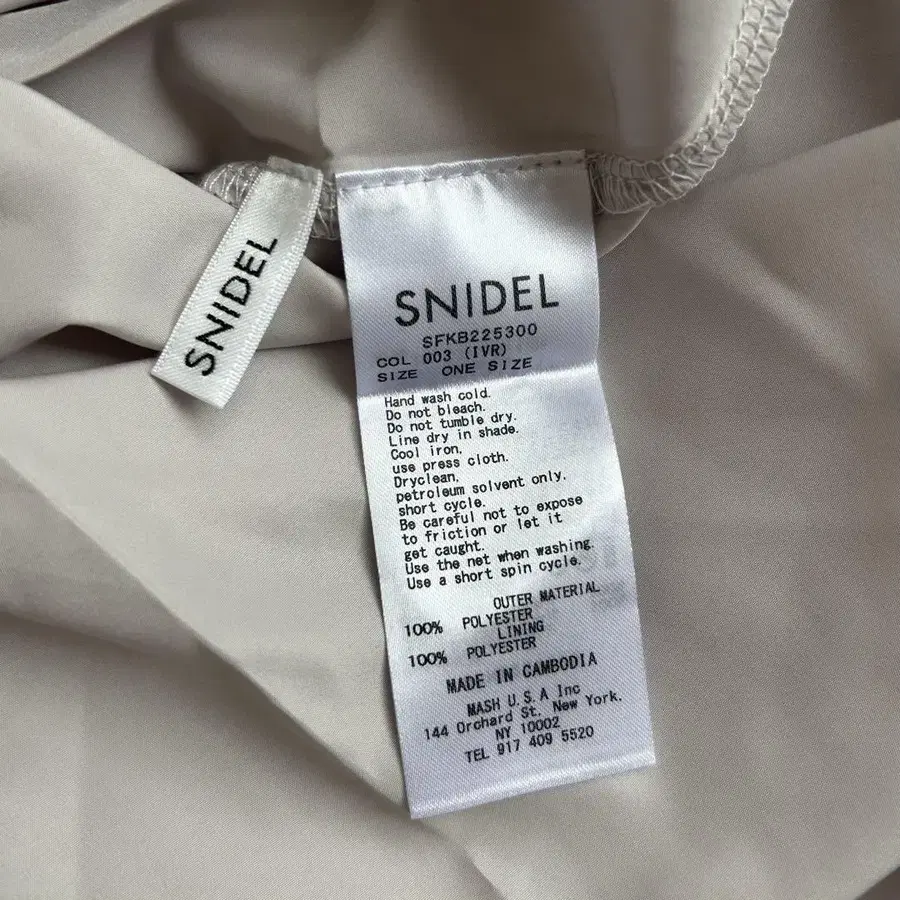 SNIDEL
SNIDEL
SFKB225300
COL 003 (IVR)
SIZE ONE SIZE
Hand wash cold.
Do not bleach.
Do not tumble dry.
Line dry in shade.
Cool iron,
use press cloth.
Dryclean,
petroleum solvent only.
short cycle.
Be careful not to expose
to friction or let it
get caught.
Use the net when washing.
Use a short spin cycle.
OUTER MATERIAL
100% POLYESTER
LINING
100% POLYESTER
MADE IN CAMBODIA
MASH U.S.A Inc
144 Orchard St. New York.
NY 10002
TEL 917 409 5520